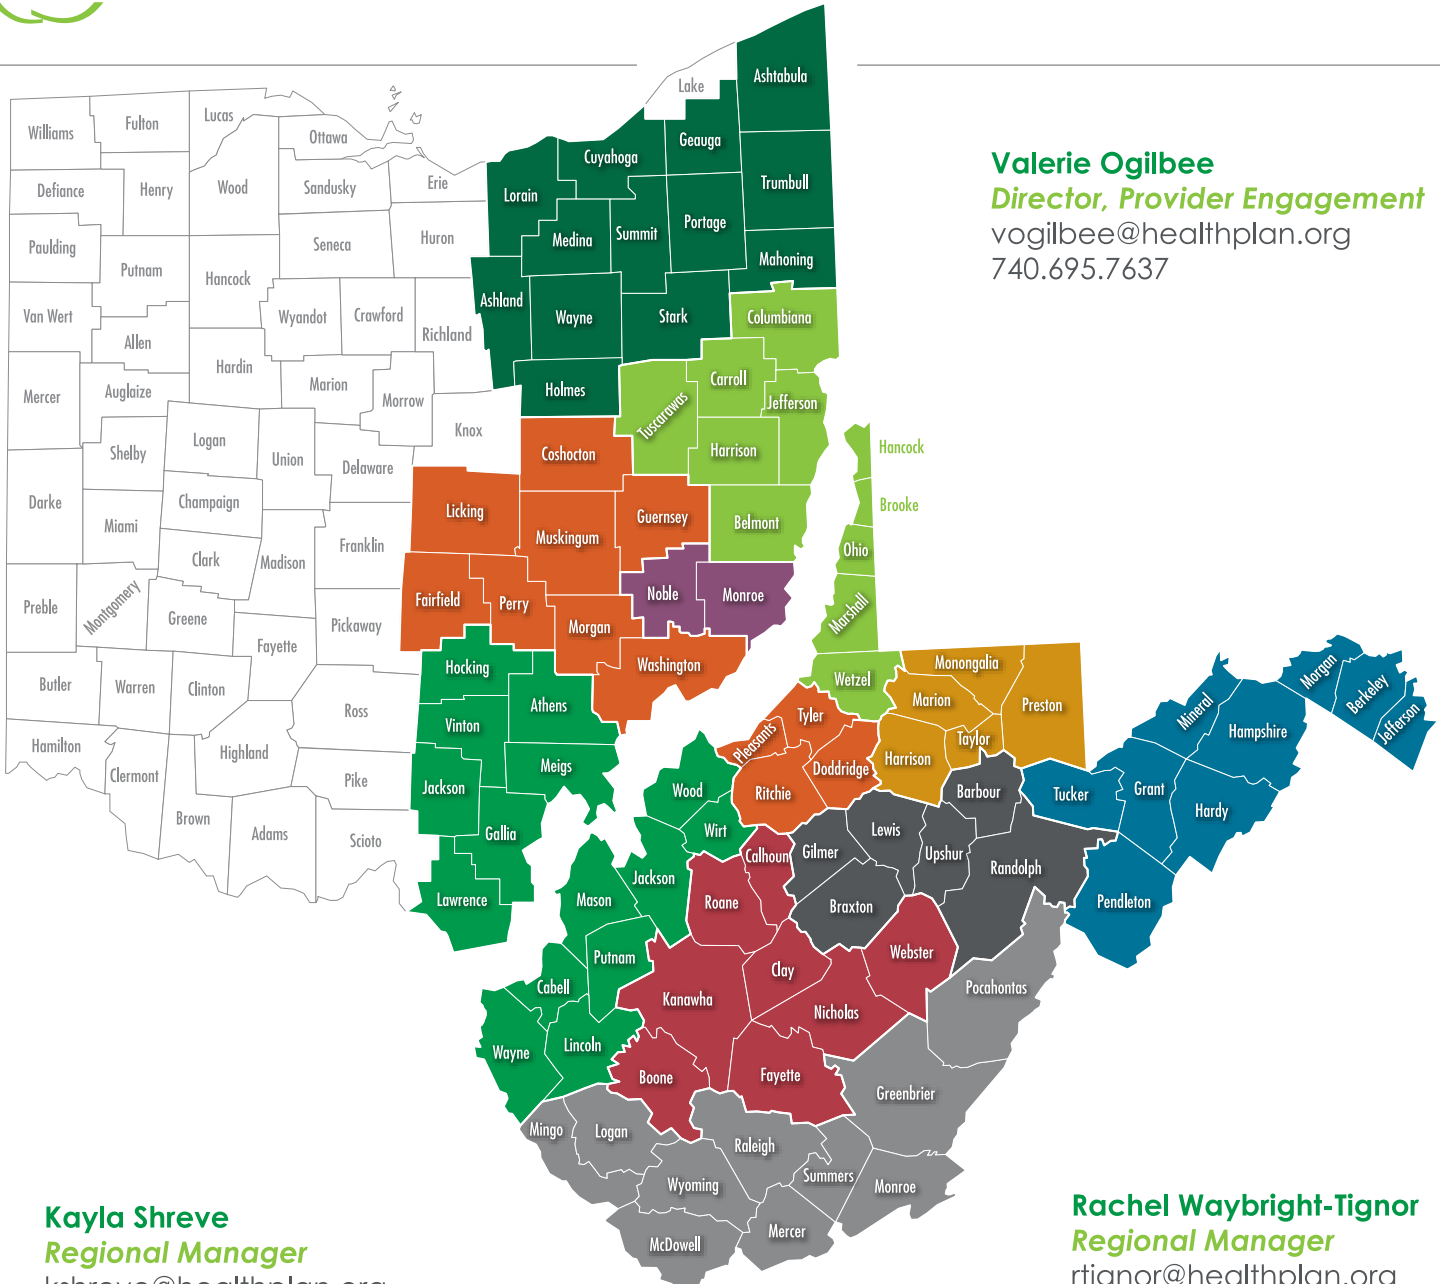 Valerie Ogilbee
Director, Provider Engagement
vogilbee@healthplan.org
740.695.7637
Lake
Ashtabula
Williams
Fulton
Lucas
Ottawa
Cuyahoga
Geauga
Defiance
Henry
Wood
Sandusky
Erie
Lorain
Trumbull
Paulding
Seneca
Huron
Medina
Summit
Portage
Putnam
Hancock
Mahoning
Van Wert
Allen
Wyandot
Crawford
Richland
Ashland
Wayne
Stark
Columbiana
Mercer
Auglaize
Hardin
Marion
Morrow
Holmes
Tuscarawas
Carroll
Jefferson
Shelby
Logan
Union
Delaware
Knox
Coshocton
Harrison
Hancock
Darke
Miami
Champaign
Licking
Muskingum
Guernsey
Belmont
Brooke
Clark
Madison
Franklin
Ohio
Preble
Montgomery
Greene
Fayette
Pickaway
Fairfield
Perry
Morgan
Noble
Monroe
Marshall
Butler
Warren
Clinton
Hocking
Washington
Wetzel
Monongalia
Marion
Preston
Morgan
Berkeley
Jefferson
Mineral
Hampshire
Ross
Athens
Vinton
Hamilton
Clermont
Highland
Pike
Jackson
Meigs
Pleasants
Tyler
Doddridge
Ritchie
Harrison
Taylor
Barbour
Tucker
Grant
Hardy
Brown
Adams
Scioto
Gallia
Lawrence
Wood
Wirt
Jackson
Mason
Calhoun
Gilmer
Lewis
Upshur
Randolph
Pendleton
Roane
Braxton
Putnam
Cabell
Kanawha
Clay
Webster
Nicholas
Pocahontas
Wayne
Lincoln
Boone
Fayette
Greenbrier
Mingo
Logan
Raleigh
Wyoming
Summers
Monroe
McDowell
Mercer
Kayla Shreve
Regional Manager
kshreve@healthplan.org
Rachel Waybright-Tignor
Regional Manager
rtignor@healthplan.org